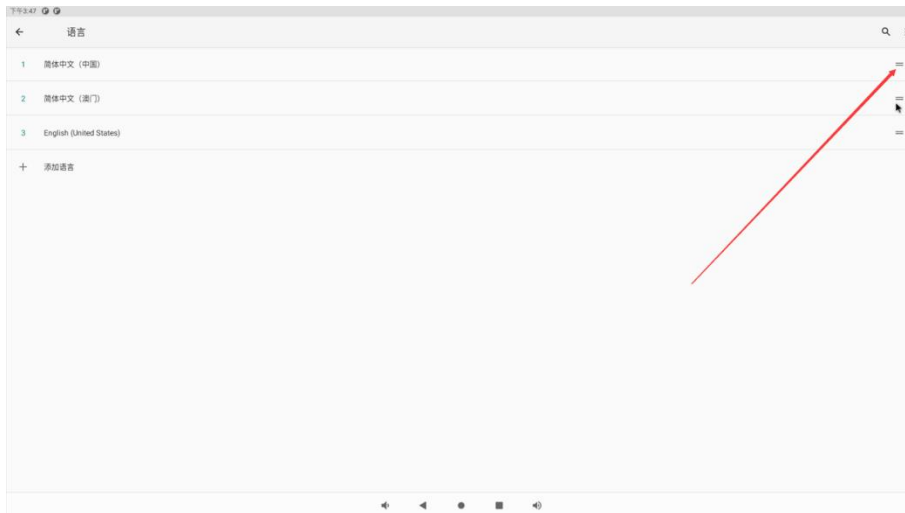 下午3:47
语言
1 简体中文（中国）
2 简体中文（澳门）
3 English (United States)
添加语言